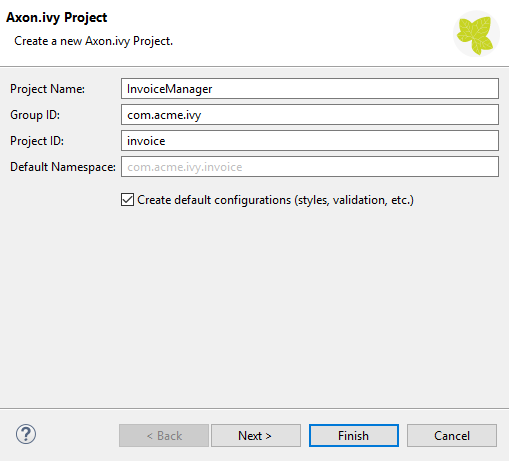 Axon.ivy Project
Create a new Axon.ivy Project.
Project Name: InvoiceManager
Group ID: com.acme.ivy
Project ID: invoice
Default Namespace: com.acme.ivy.invoice
Create default configurations (styles, validation, etc.)
? < Back Next > Finish Cancel